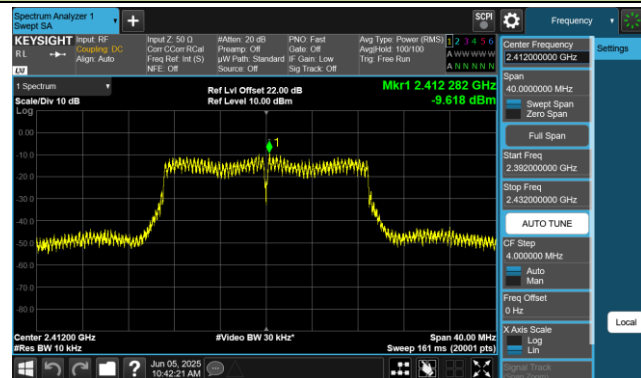 Spectrum Analyzer 1
Swept SA
SCPI
Frequency
KEYSIGHT
RL
LW
Input: RF
Coupling: DC
Align: Auto
Input Z: 50 Ω
Corr CCorr RCal
Freq Ref: Int (S)
NFE: Off
#Atten: 20 dB
Preamp: Off
µW Path: Standard
Source: Off
PNO: Fast
Gate: Off
IF Gain: Low
Sig Track: Off
Avg Type: Power (RMS)
Avg|Hold: 100/100
Trig: Free Run
1 2 3 4 5 6
A W W W W W
A N N N N N
1 Spectrum
Scale/Div 10 dB
Log
Ref Lvl Offset 22.00 dB
Ref Level 10.00 dBm
Mkr1 2.412 282 GHz
-9.618 dBm
1
0.00
-10.0
-20.0
-30.0
-40.0
-50.0
-60.0
-70.0
-80.0
Center 2.41200 GHz
#Res BW 10 kHz
#Video BW 30 kHz*
Span 40.00 MHz
Sweep 161 ms (20001 pts)
Jun 05, 2025
10:42:21 AM
Center Frequency
2.412000000 GHz
Span
40.0000000 MHz
Swept Span
Zero Span
Full Span
Start Freq
2.392000000 GHz
Stop Freq
2.432000000 GHz
AUTO TUNE
CF Step
4.000000 MHz
Auto
Man
Freq Offset
0 Hz
X Axis Scale
Log
Lin
Signal Track
(Span Zoom)
Settings
Local